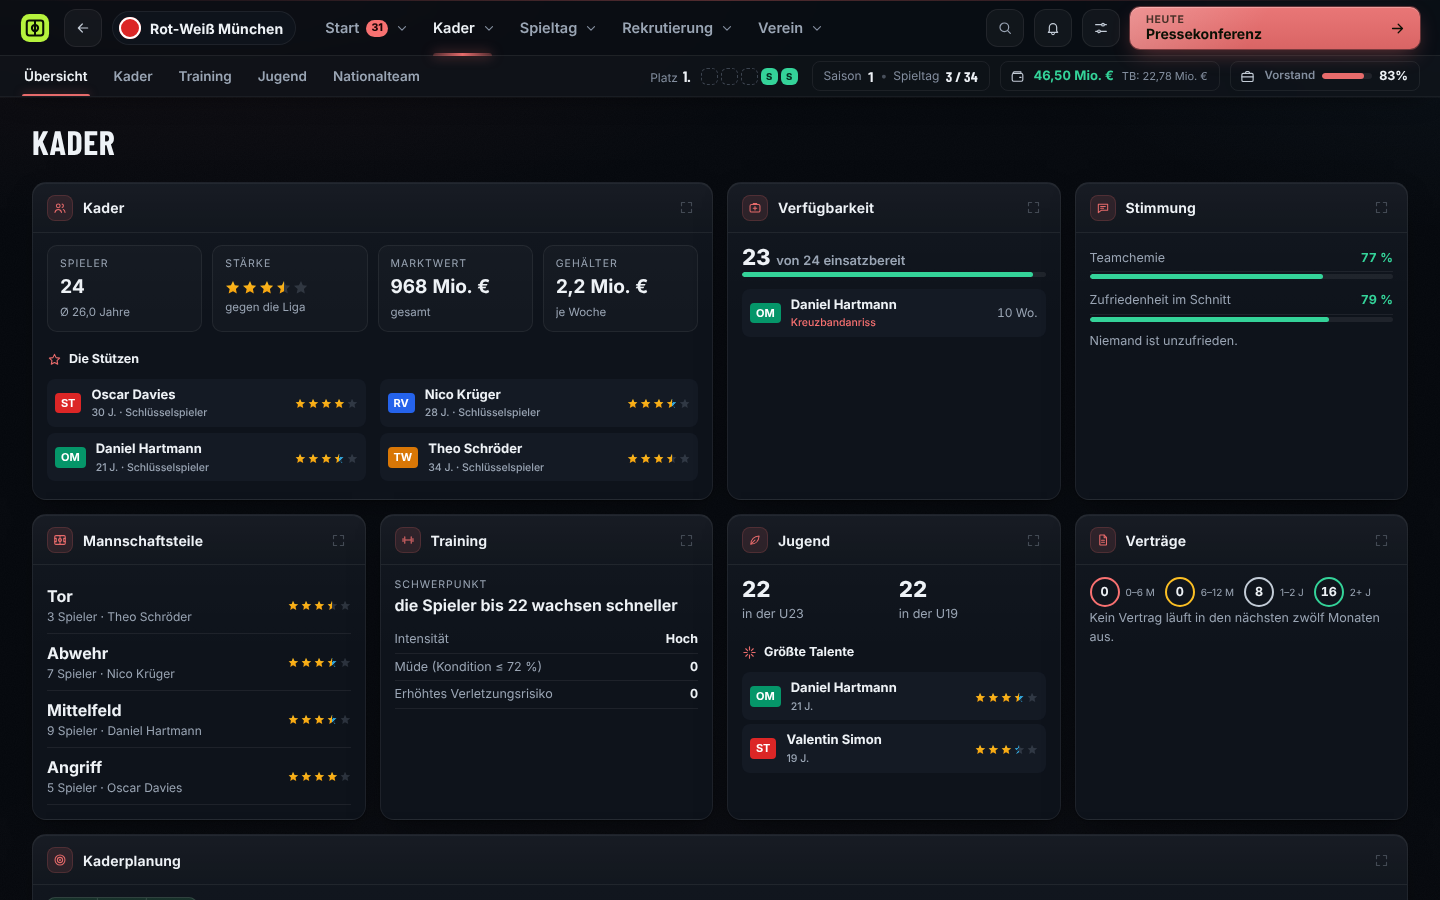 Rot-Weiß München
Start 31
Kader
Spieltag
Rekrutierung
Verein
HEUTE
Pressekonferenz
Übersicht
Kader
Training
Jugend
Nationalteam
Platz 1.
S S
Saison 1 • Spieltag 3 / 34
46,50 Mio. € TB: 22,78 Mio. €
Vorstand 83%
KADER
Kader
SPIELER
24
Ø 26,0 Jahre
STÄRKE
gegen die Liga
MARKTWERT
968 Mio. €
gesamt
GEHÄLTER
2,2 Mio. €
je Woche
Die Stützen
ST Oscar Davies
30 J. · Schlüsselspieler
RV Nico Krüger
28 J. · Schlüsselspieler
OM Daniel Hartmann
21 J. · Schlüsselspieler
TW Theo Schröder
34 J. · Schlüsselspieler
Verfügbarkeit
23 von 24 einsatzbereit
OM Daniel Hartmann
Kreuzbandanriss
10 Wo.
Stimmung
Teamchemie 77 %
Zufriedenheit im Schnitt 79 %
Niemand ist unzufrieden.
Mannschaftsteile
Tor
3 Spieler · Theo Schröder
Abwehr
7 Spieler · Nico Krüger
Mittelfeld
9 Spieler · Daniel Hartmann
Angriff
5 Spieler · Oscar Davies
Training
SCHWERPUNKT
die Spieler bis 22 wachsen schneller
Intensität Hoch
Müde (Kondition ≤ 72 %) 0
Erhöhtes Verletzungsrisiko 0
Jugend
22
in der U23
22
in der U19
Größte Talente
OM Daniel Hartmann
21 J.
ST Valentin Simon
19 J.
Verträge
0 0–6 M 0 6–12 M 8 1–2 J 16 2+ J
Kein Vertrag läuft in den nächsten zwölf Monaten
aus.
Kaderplanung